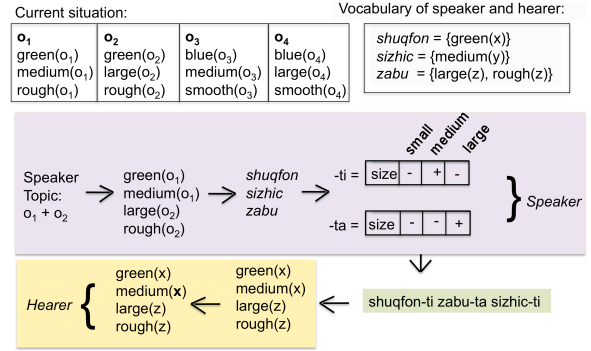 Current situation:
Vocabulary of speaker and hearer:
o1 o2 o3 o4
green(o1) green(o2) blue(o3) blue(o4)
medium(o1) large(o2) medium(o3) large(o4)
rough(o1) rough(o2) smooth(o3) smooth(o4)
shuqfon = {green(x)}
sizhic = {medium(y)}
zabu = {large(z), rough(z)}
Speaker
Topic:
o1 + o2
green(o1)
medium(o1)
large(o2)
rough(o2)
shuqfon
sizhic
zabu
small
medium
large
-ti = size - + -
-ta = size - - +
Speaker
shuqfon-ti zabu-ta sizhic-ti
green(x)
medium(x)
large(z)
rough(z)
green(x)
medium(x)
large(z)
rough(z)
Hearer